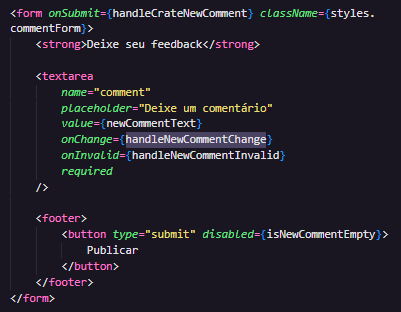 <form onSubmit={handleCrateNewComment} className={styles.
commentForm}>
<strong>Deixe seu feedback</strong>
<textarea
name="comment"
placeholder="Deixe um comentário"
value={newCommentText}
onChange={handleNewCommentChange}
onInvalid={handleNewCommentInvalid}
required
/>
<footer>
<button type="submit" disabled={isNewCommentEmpty}>
Publicar
</button>
</footer>
</form>